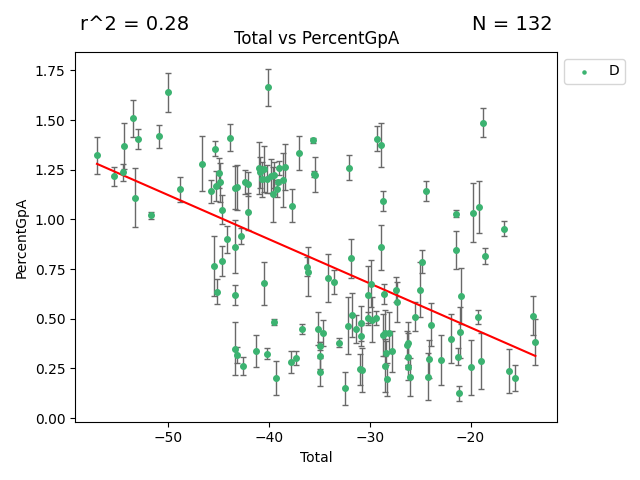 r^2 = 0.28
N = 132
Total vs PercentGpA
D
PercentGpA
1.75
1.50
1.25
1.00
0.75
0.50
0.25
0.00
−50
−40
−30
−20
Total